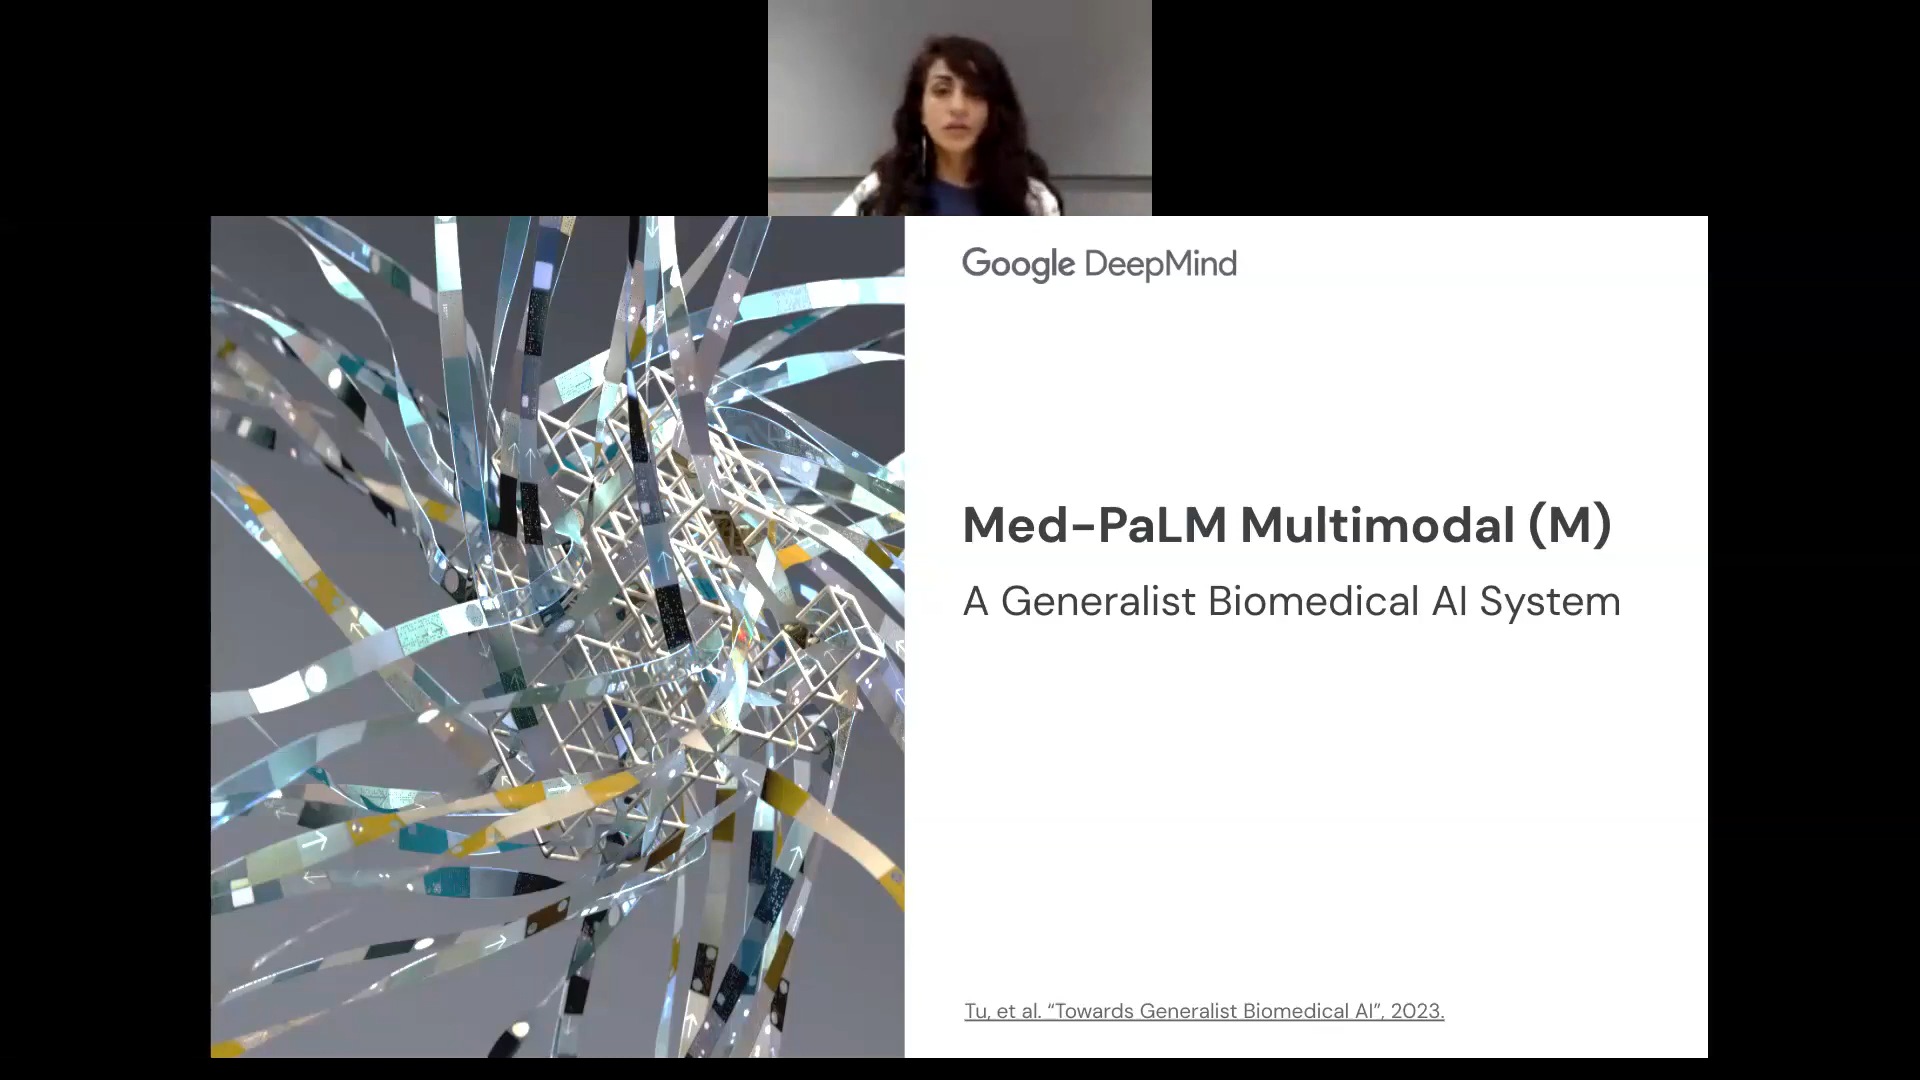 Google DeepMind
Med-PaLM Multimodal (M)
A Generalist Biomedical AI System
Tu, et al. “Towards Generalist Biomedical AI”, 2023.